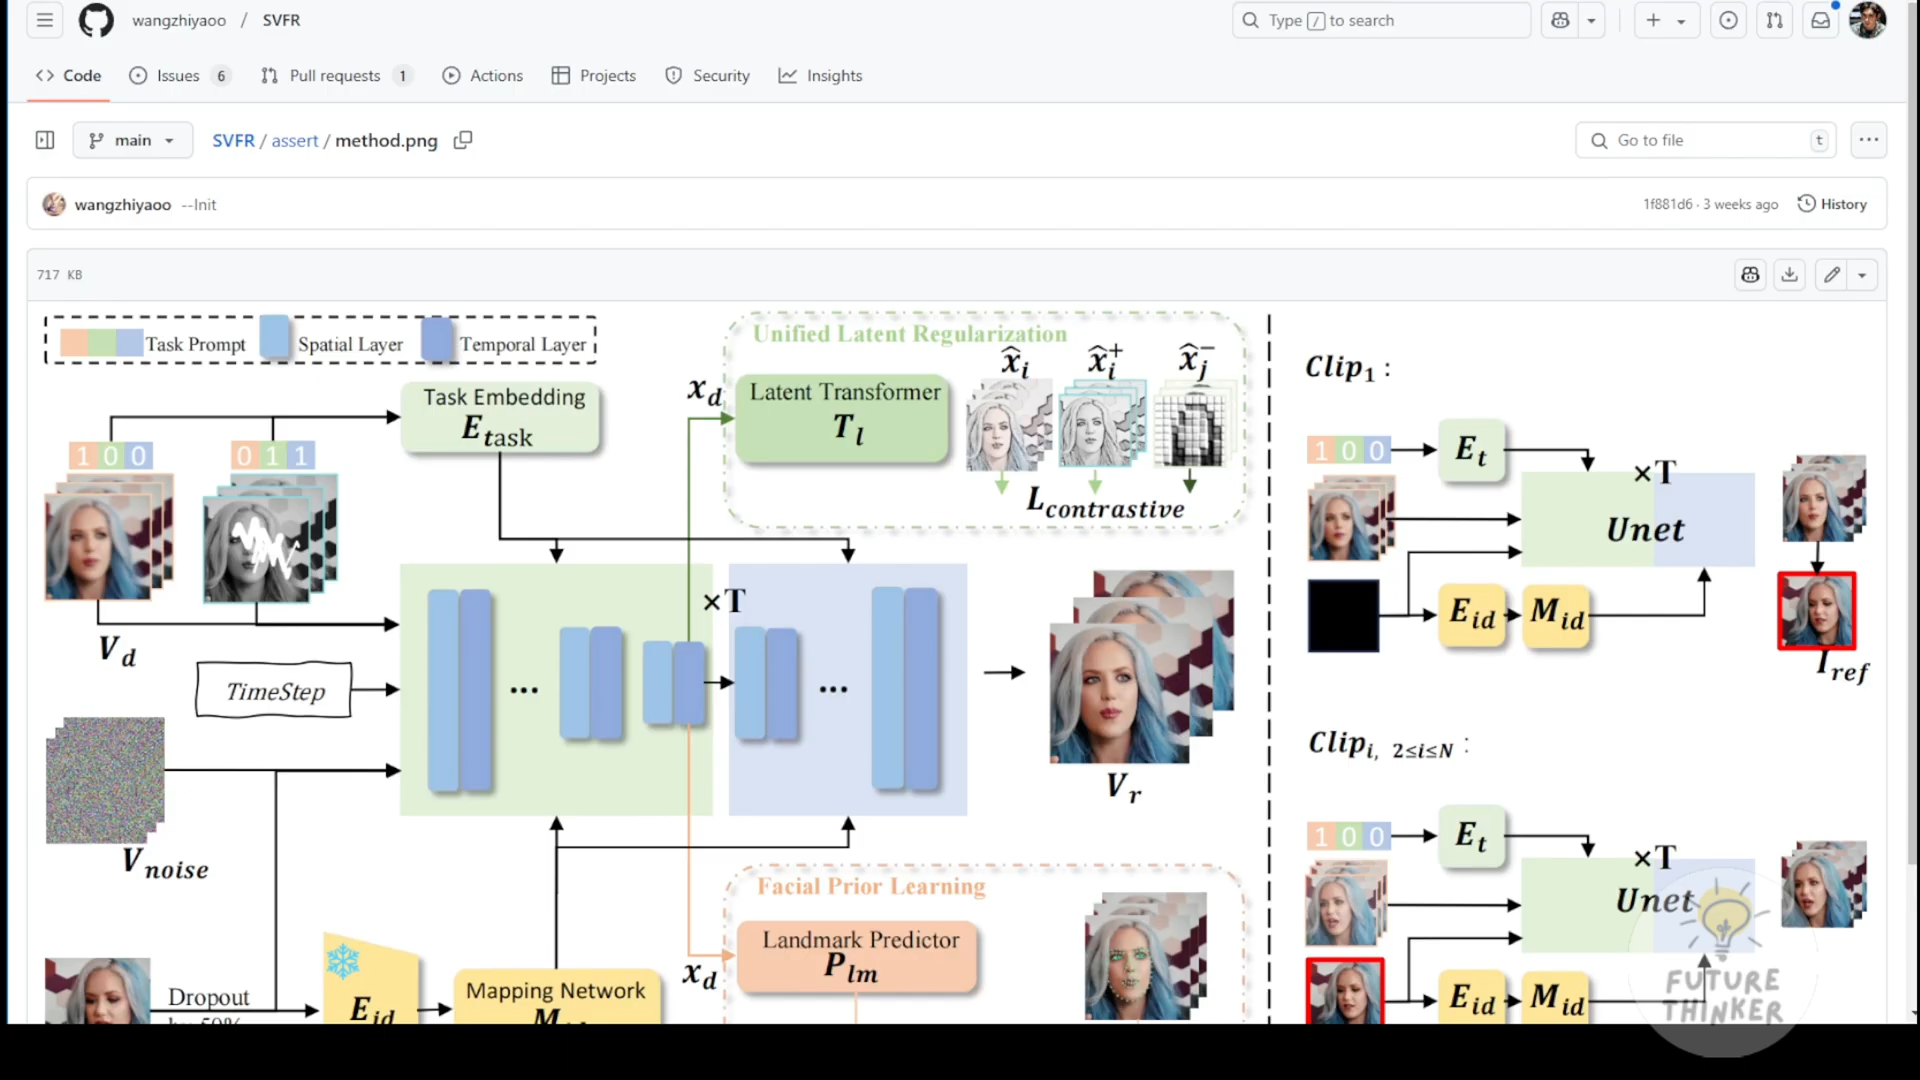 wangzhiyaoo / SVFR
Type / to search
Code
Issues 6
Pull requests 1
Actions
Projects
Security
Insights
main
SVFR / assert / method.png
Go to file t
wangzhiyaoo --Init
1f881d6 · 3 weeks ago
History
717 KB
Task Prompt
Spatial Layer
Temporal Layer
Task Embedding
E_task
1 0 0
0 1 1
V_d
TimeStep
V_noise
Dropout
E_id
Mapping Network
Unified Latent Regularization
x_d
Latent Transformer
T_l
x̂_i
x̂_i^+
x̂_j^-
L_contrastive
×T
V_r
Facial Prior Learning
x_d
Landmark Predictor
P_lm
Clip_1 :
1 0 0
E_t
×T
Unet
E_id
M_id
I_ref
Clip_i, 2≤i≤N :
1 0 0
E_t
×T
Unet
E_id
M_id
FUTURE
THINKER